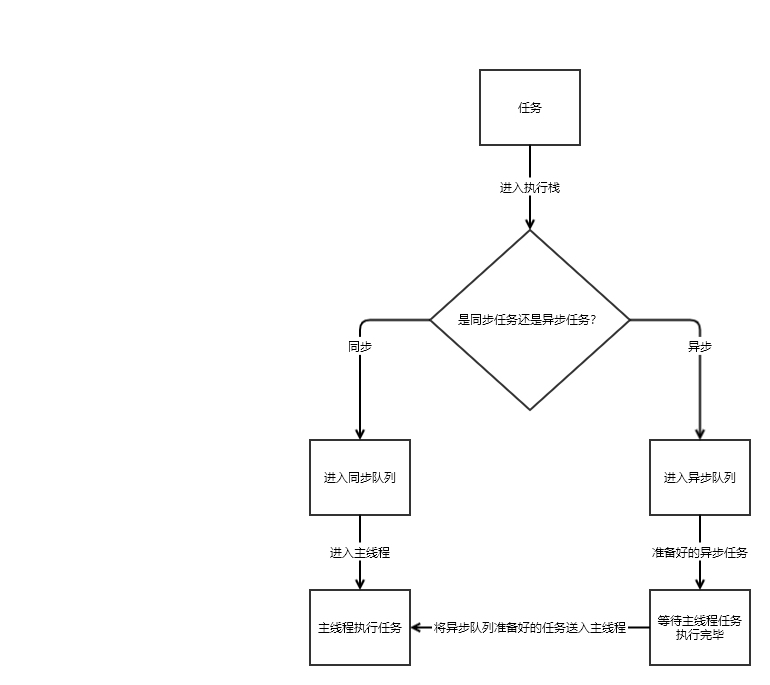 任务
进入执行栈
是同步任务还是异步任务?
同步
异步
进入同步队列
进入异步队列
进入主线程
准备好的异步任务
主线程执行任务
将异步队列准备好的任务送入主线程
等待主线程任务
执行完毕